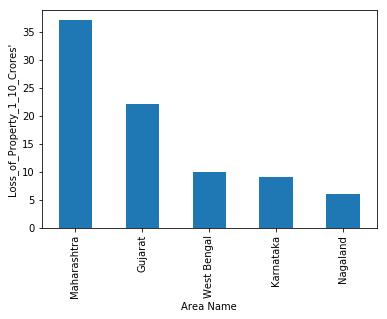 Loss_of_Property_1_10_Crores'
35
30
25
20
15
10
5
0
Maharashtra
Gujarat
West Bengal
Karnataka
Nagaland
Area Name